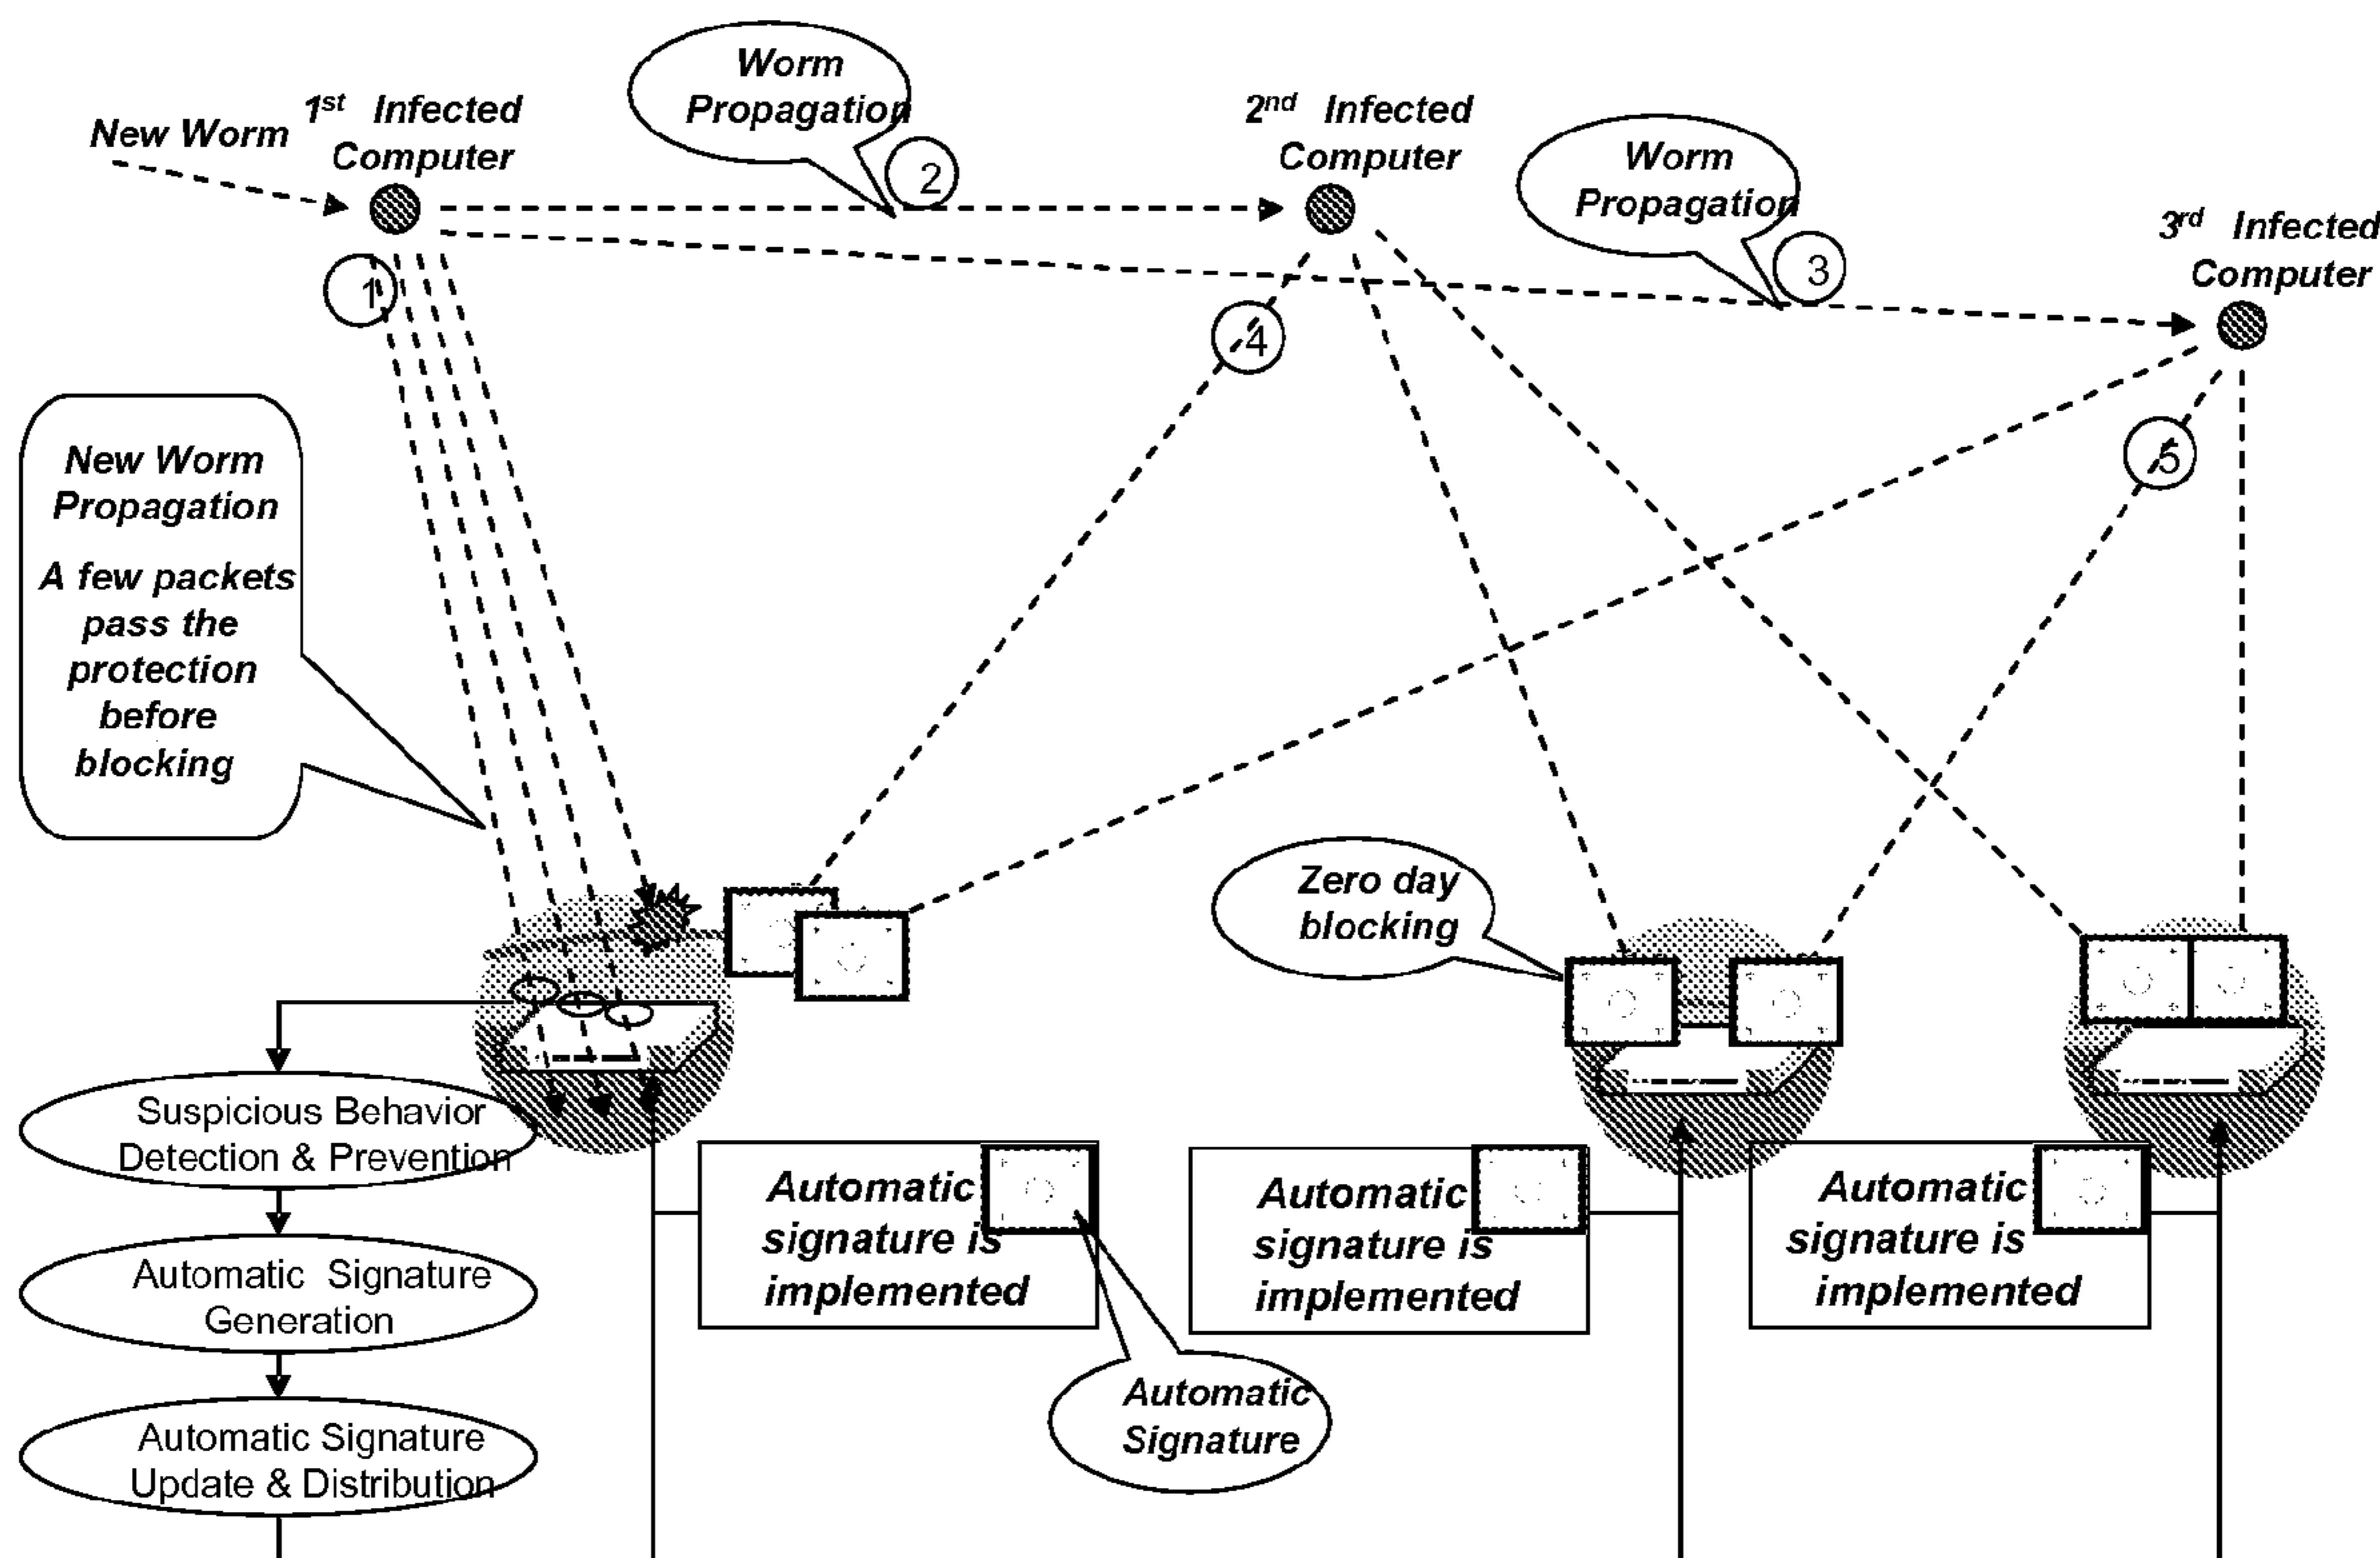 Worm
Propagation
2
New Worm
1st Infected
Computer
2nd Infected
Computer
Worm
Propagation
3
3rd Infected
Computer
1
4
5
New Worm
Propagation
A few packets
pass the
protection
before
blocking
Zero day
blocking
Suspicious Behavior
Detection & Prevention
Automatic Signature
Generation
Automatic Signature
Update & Distribution
Automatic
signature is
implemented
Automatic
Signature
Automatic
signature is
implemented
Automatic
signature is
implemented